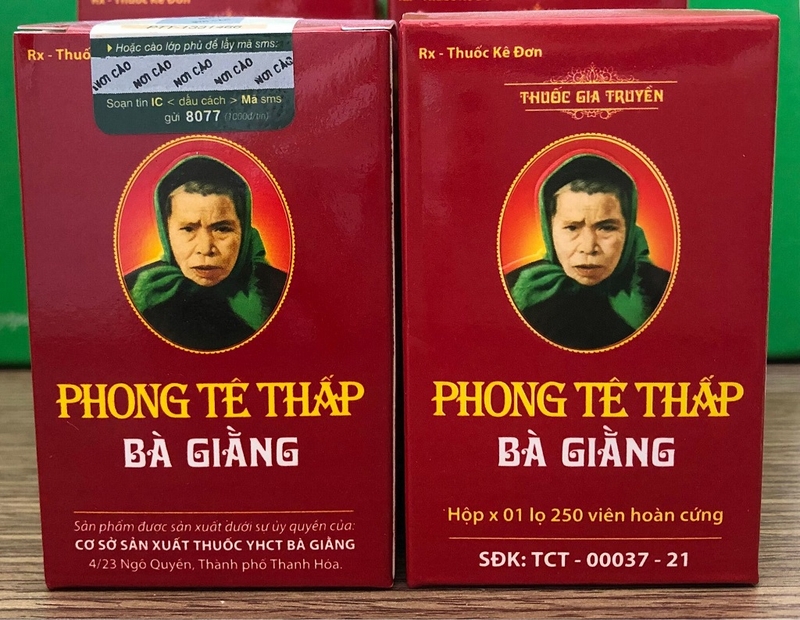 Rx - Thuốc Kê
Rx - Thuố
Hoặc cào lớp phủ để lấy mã sms:
NƠI CÀO NƠI CÀO NƠI CÀO NƠI CÀO NƠI CÀO
Soạn tin IC < dấu cách > Mã sms
gửi 8077 (1000đ/tin)
PHONG TÊ THẤP
BÀ GIẰNG
Sản phẩm được sản xuất dưới sự ủy quyền của:
CƠ SỞ SẢN XUẤT THUỐC YHCT BÀ GIẰNG
4/23 Ngô Quyền, Thành phố Thanh Hóa.
Rx - Thuốc Kê Đơn
THUỐC GIA TRUYỀN
PHONG TÊ THẤP
BÀ GIẰNG
Hộp x 01 lọ 250 viên hoàn cứng
SĐK: TCT - 00037 - 21